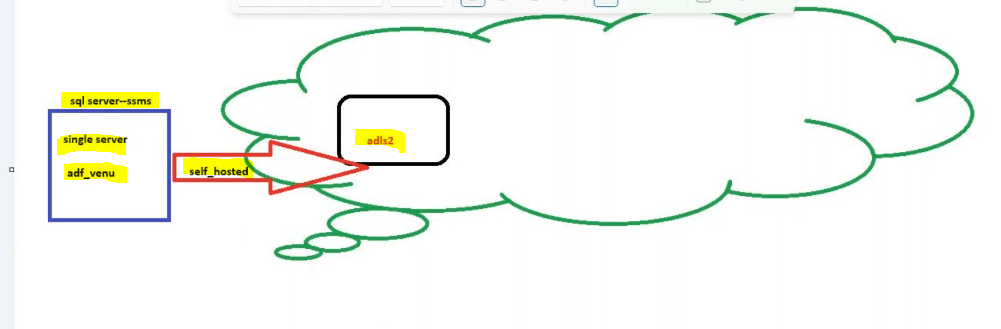 sql server--ssms
single server
adls2
adf_venu
self_hosted